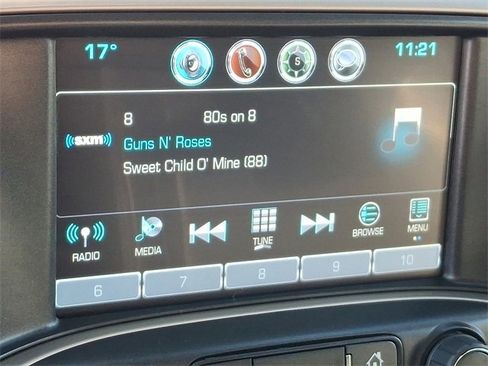 17° 11:21
8 80s on 8
((sxm))
Guns N' Roses
Sweet Child O' Mine (88)
RADIO MEDIA TUNE BROWSE MENU
6 7 8 9 10
S